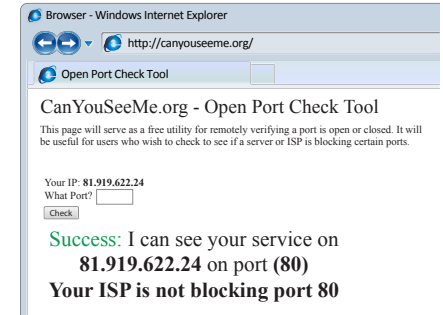 Browser - Windows Internet Explorer
http://canyouseeme.org/
Open Port Check Tool
CanYouSeeMe.org - Open Port Check Tool
This page will serve as a free utility for remotely verifying a port is open or closed. It will
be useful for users who wish to check to see if a server or ISP is blocking certain ports.
Your IP: 81.919.622.24
What Port?
Check
Success: I can see your service on
81.919.622.24 on port (80)
Your ISP is not blocking port 80